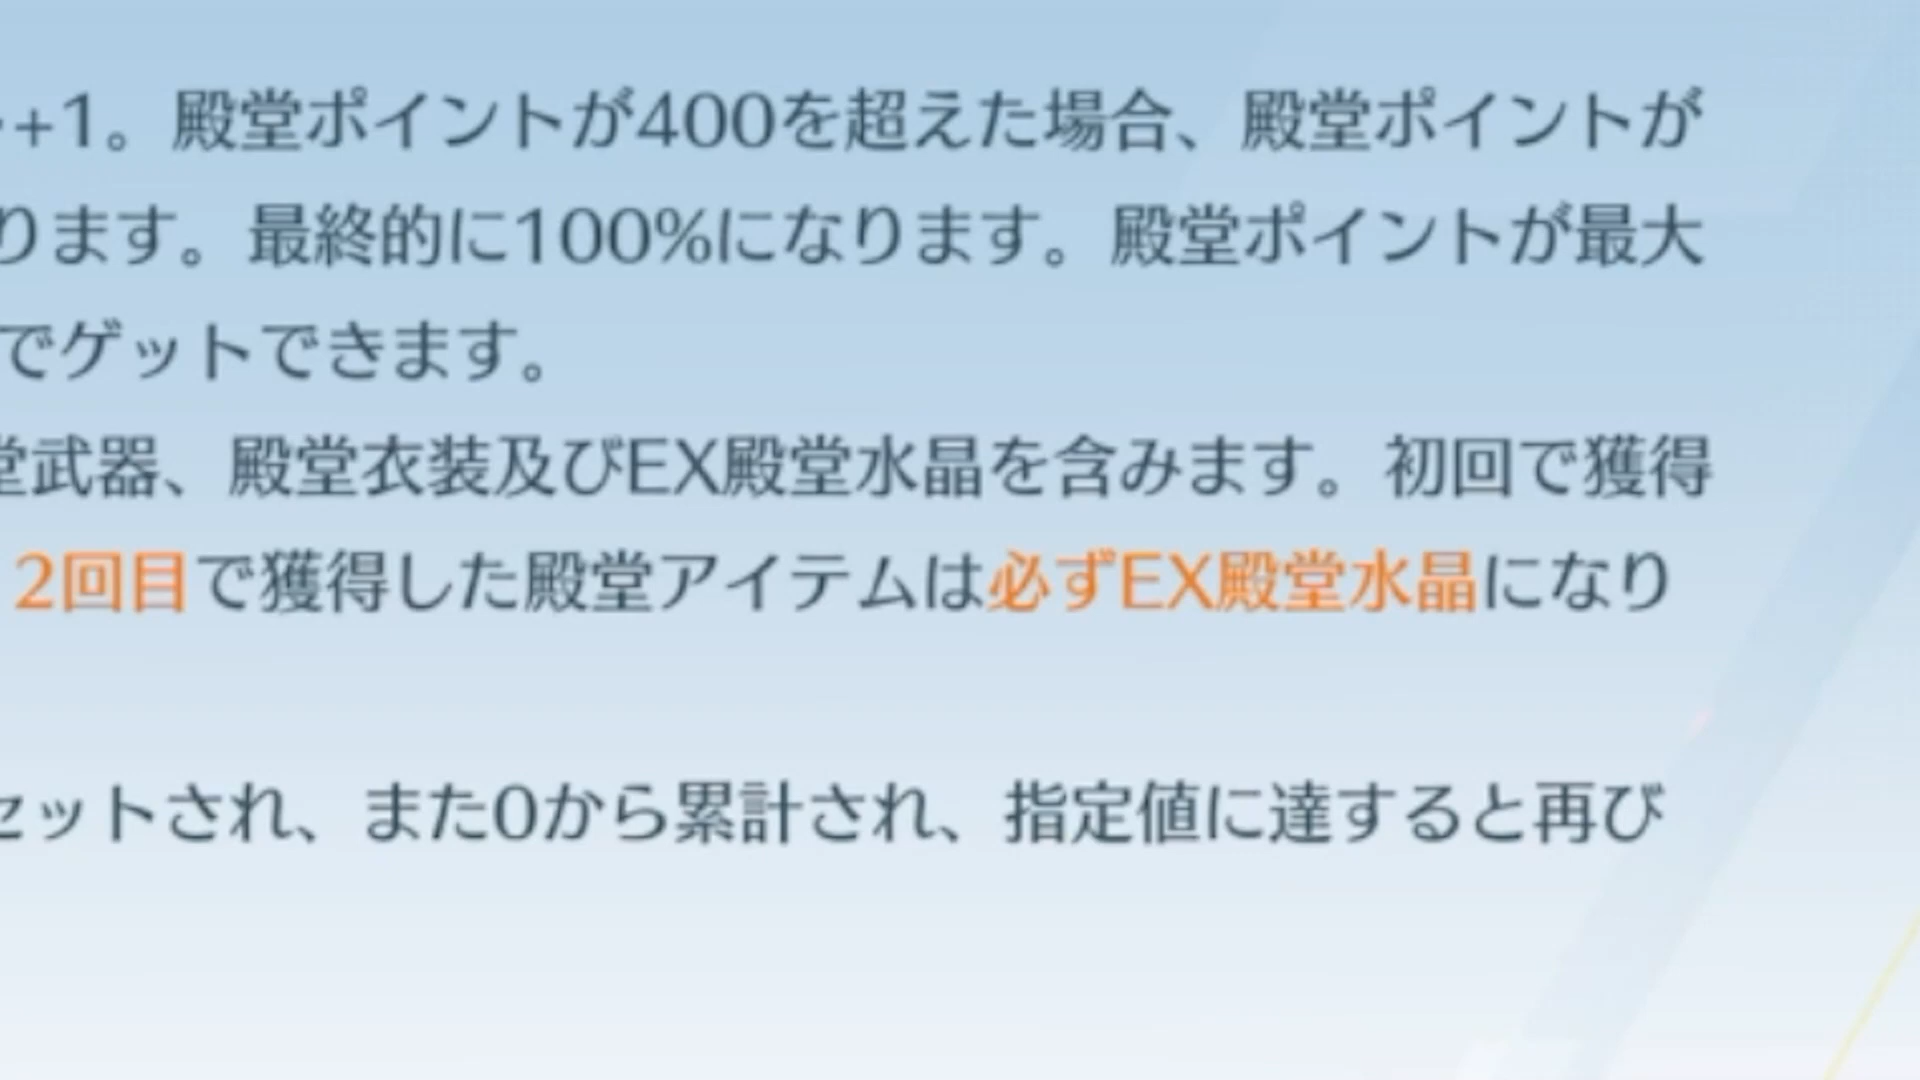 +1。殿堂ポイントが400を超えた場合、殿堂ポイントが
ります。最終的に100%になります。殿堂ポイントが最大
でゲットできます。
堂武器、殿堂衣装及びEX殿堂水晶を含みます。初回で獲得
2回目で獲得した殿堂アイテムは必ずEX殿堂水晶になり
セットされ、また0から累計され、指定値に達すると再び